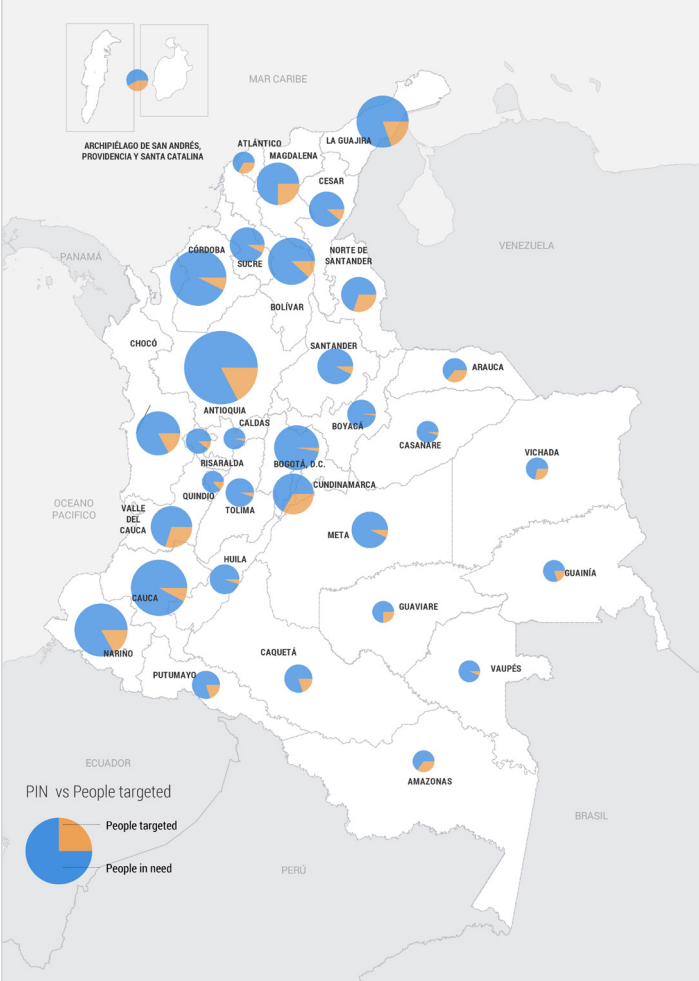 MAR CARIBE
ARCHIPIÉLAGO DE SAN ANDRÉS,
PROVIDENCIA Y SANTA CATALINA
ATLÁNTICO
LA GUAJIRA
MAGDALENA
CESAR
PANAMÁ
CÓRDOBA
SUCRE
NORTE DE
SANTANDER
VENEZUELA
BOLÍVAR
CHOCÓ
SANTANDER
ARAUCA
ANTIOQUIA
CALDAS
BOYACÁ
CASANARE
RISARALDA
BOGOTÁ, D.C.
VICHADA
QUINDIO
CUNDINAMARCA
TOLIMA
OCEANO
PACIFICO
VALLE
DEL
CAUCA
META
HUILA
GUAINÍA
CAUCA
GUAVIARE
NARIÑO
CAQUETÁ
PUTUMAYO
VAUPÉS
ECUADOR
AMAZONAS
PIN vs People targeted
People targeted
People in need
BRASIL
PERÚ